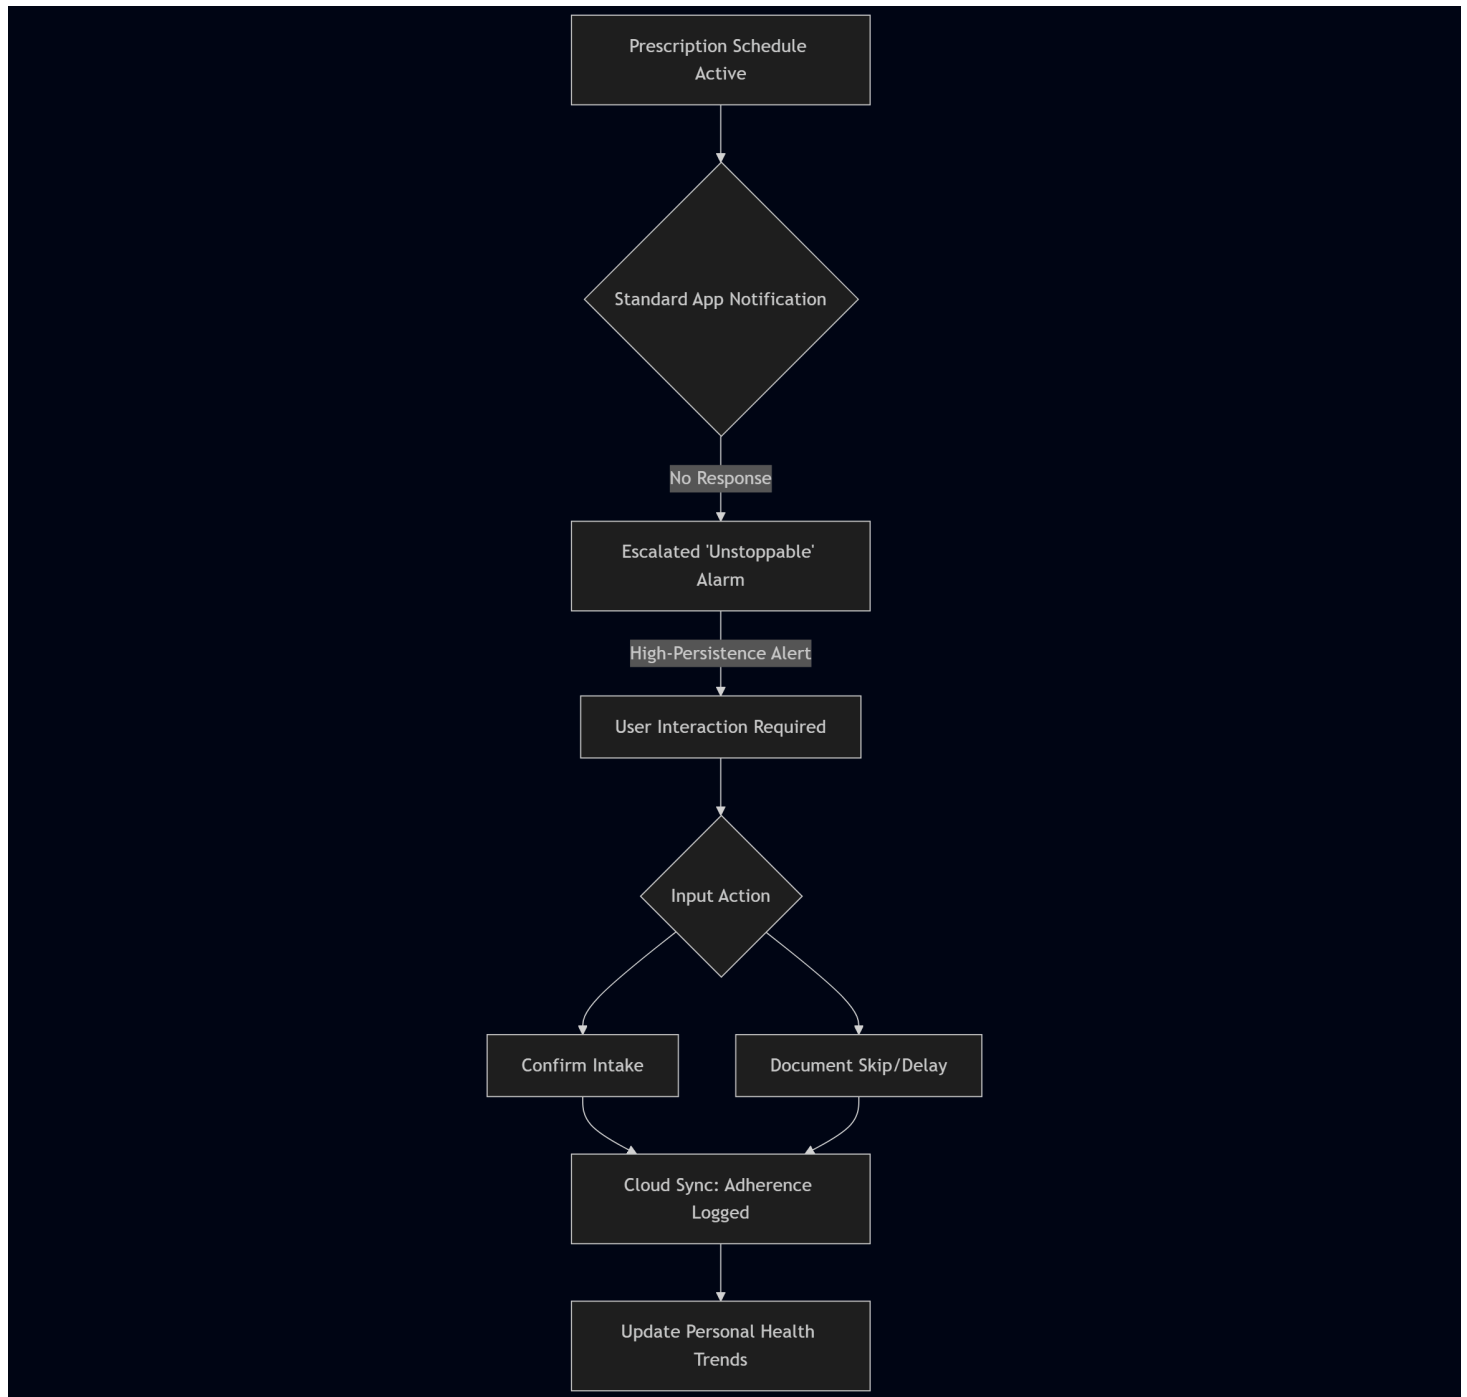 Prescription Schedule
Active
Standard App Notification
No Response
Escalated 'Unstoppable'
Alarm
High-Persistence Alert
User Interaction Required
Input Action
Confirm Intake
Document Skip/Delay
Cloud Sync: Adherence
Logged
Update Personal Health
Trends